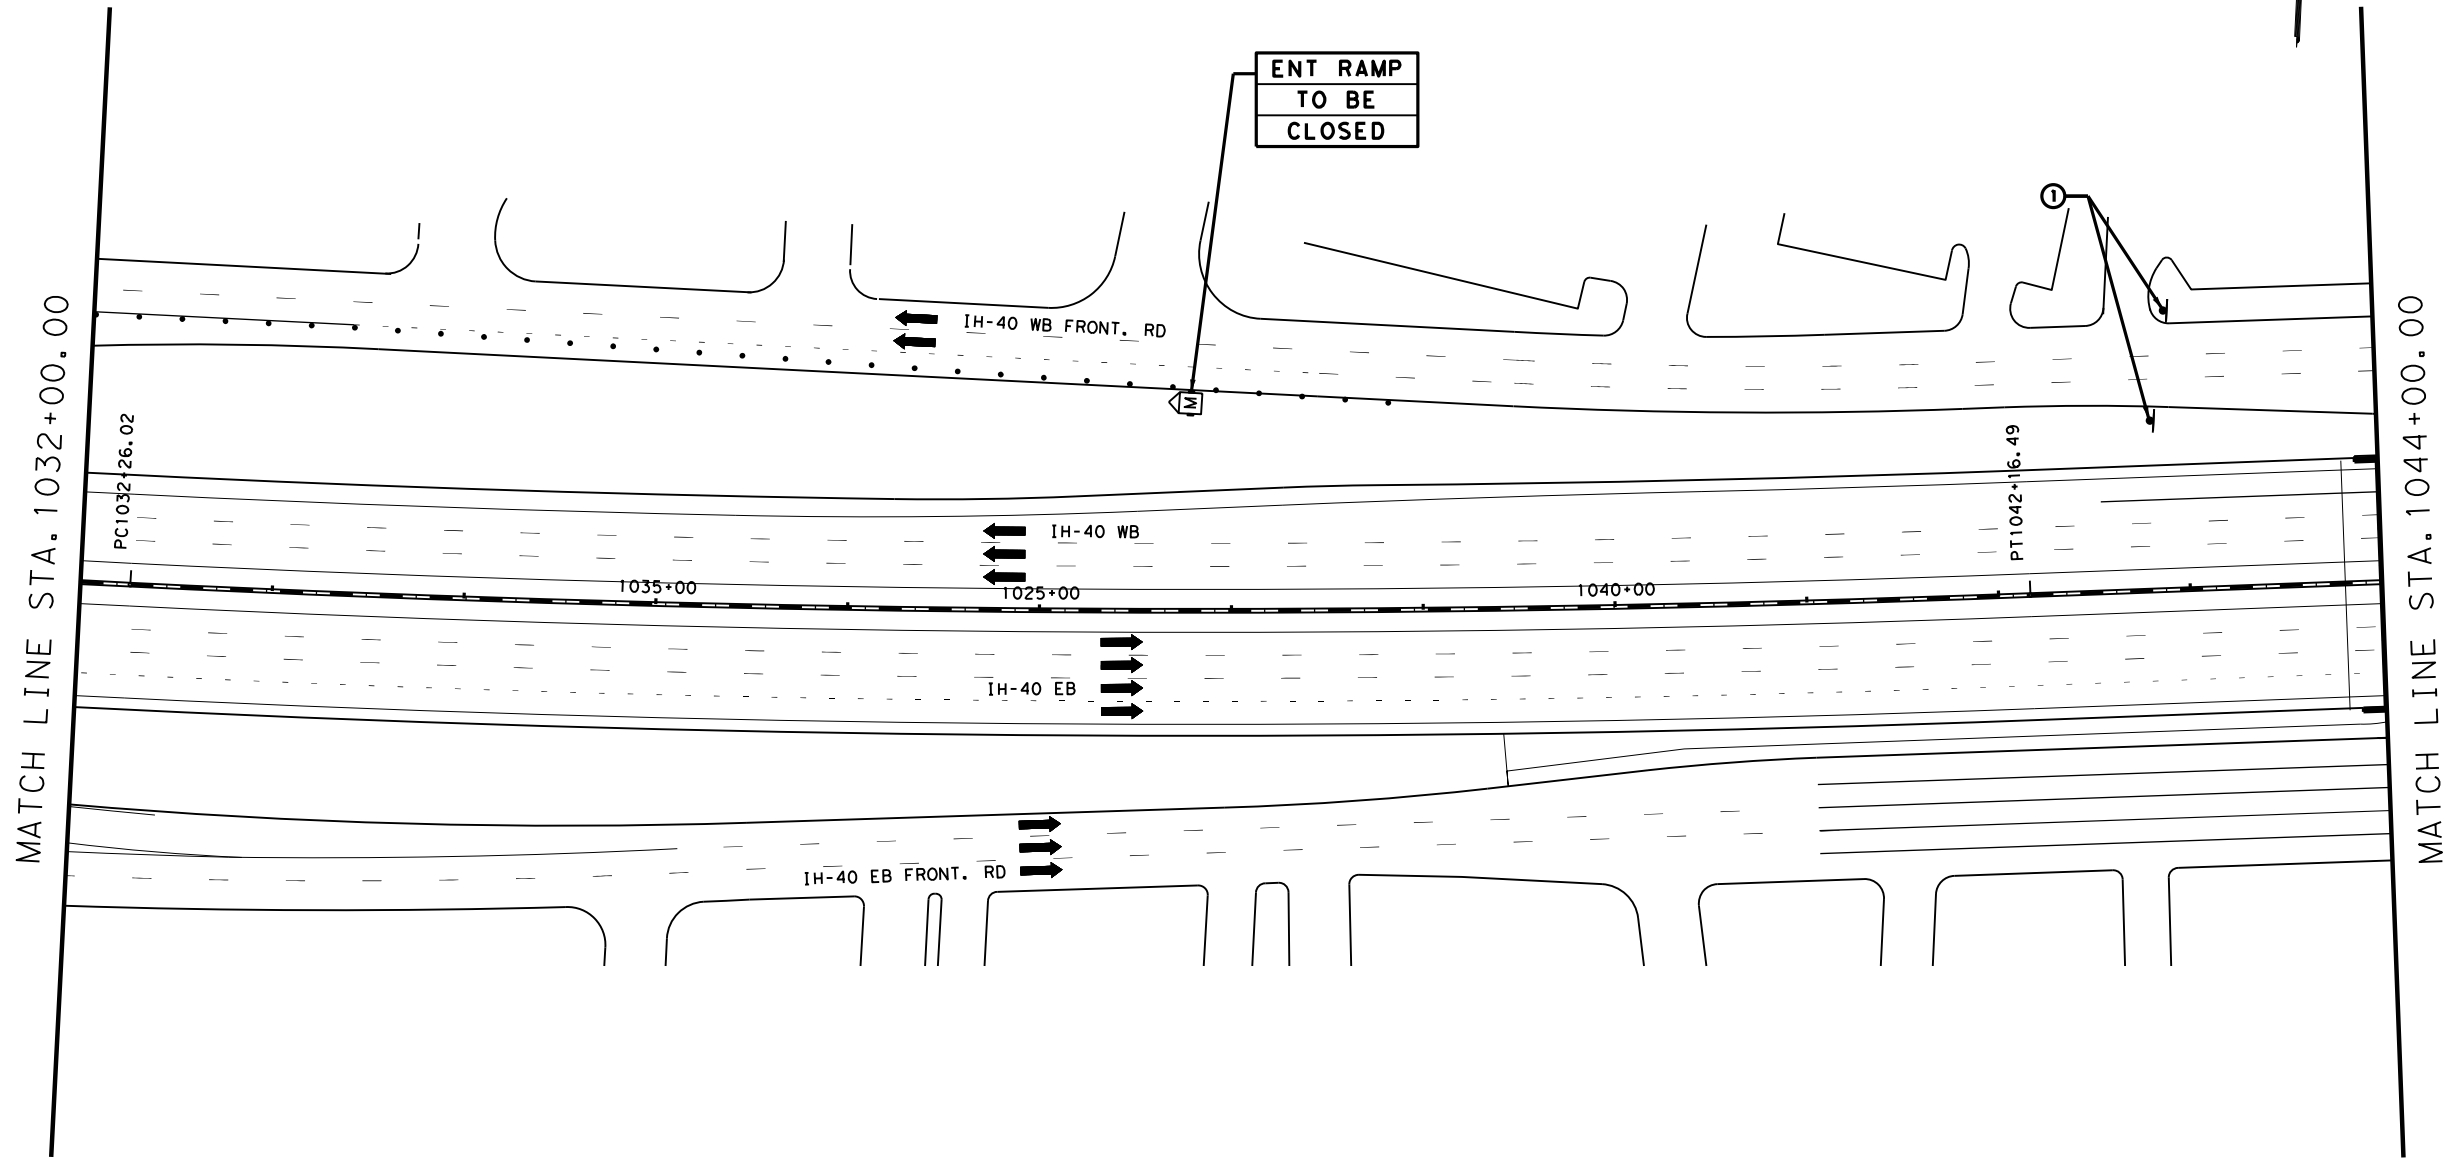 ENT RAMP
TO BE
CLOSED
1
IH-40 WB FRONT. RD
M
MATCH LINE STA. 1032+00.00
PC1032+26.02
IH-40 WB
1035+00
1025+00
1040+00
PT1042+16.49
MATCH LINE STA. 1044+00.00
IH-40 EB
IH-40 EB FRONT. RD